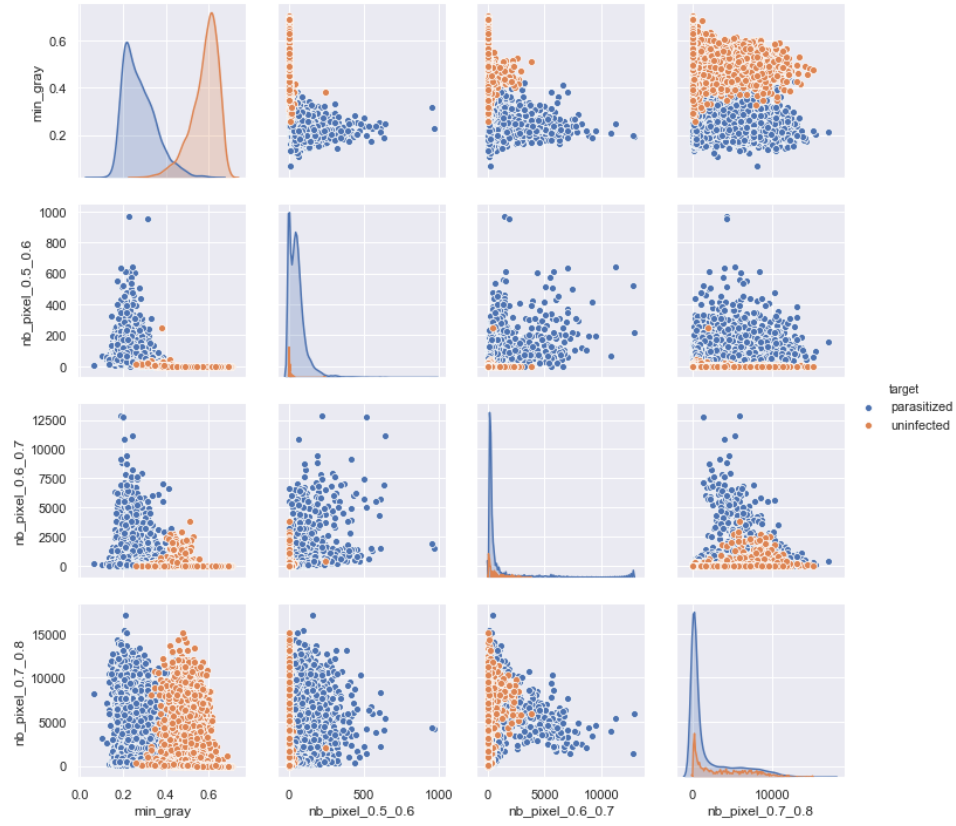 0.6
0.4
0.2
min_gray
1000
800
600
400
200
0
nb_pixel_0.5_0.6
target
parasitized
uninfected
12500
10000
7500
5000
2500
0
nb_pixel_0.6_0.7
15000
10000
5000
0
nb_pixel_0.7_0.8
0.0 0.2 0.4 0.6
min_gray
0 500 1000
nb_pixel_0.5_0.6
0 5000 10000
nb_pixel_0.6_0.7
0 10000
nb_pixel_0.7_0.8